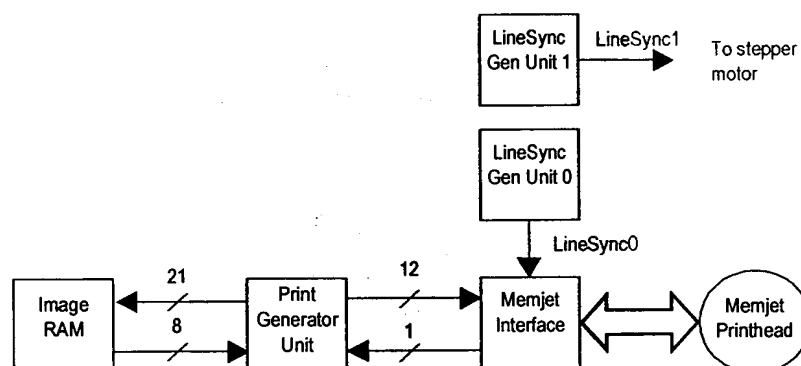 LineSync
Gen Unit 1
LineSync1
To stepper
motor
LineSync
Gen Unit 0
LineSync0
21
12
Image
RAM
Print
Generator
Unit
Memjet
Interface
Memjet
Printhead
8
1